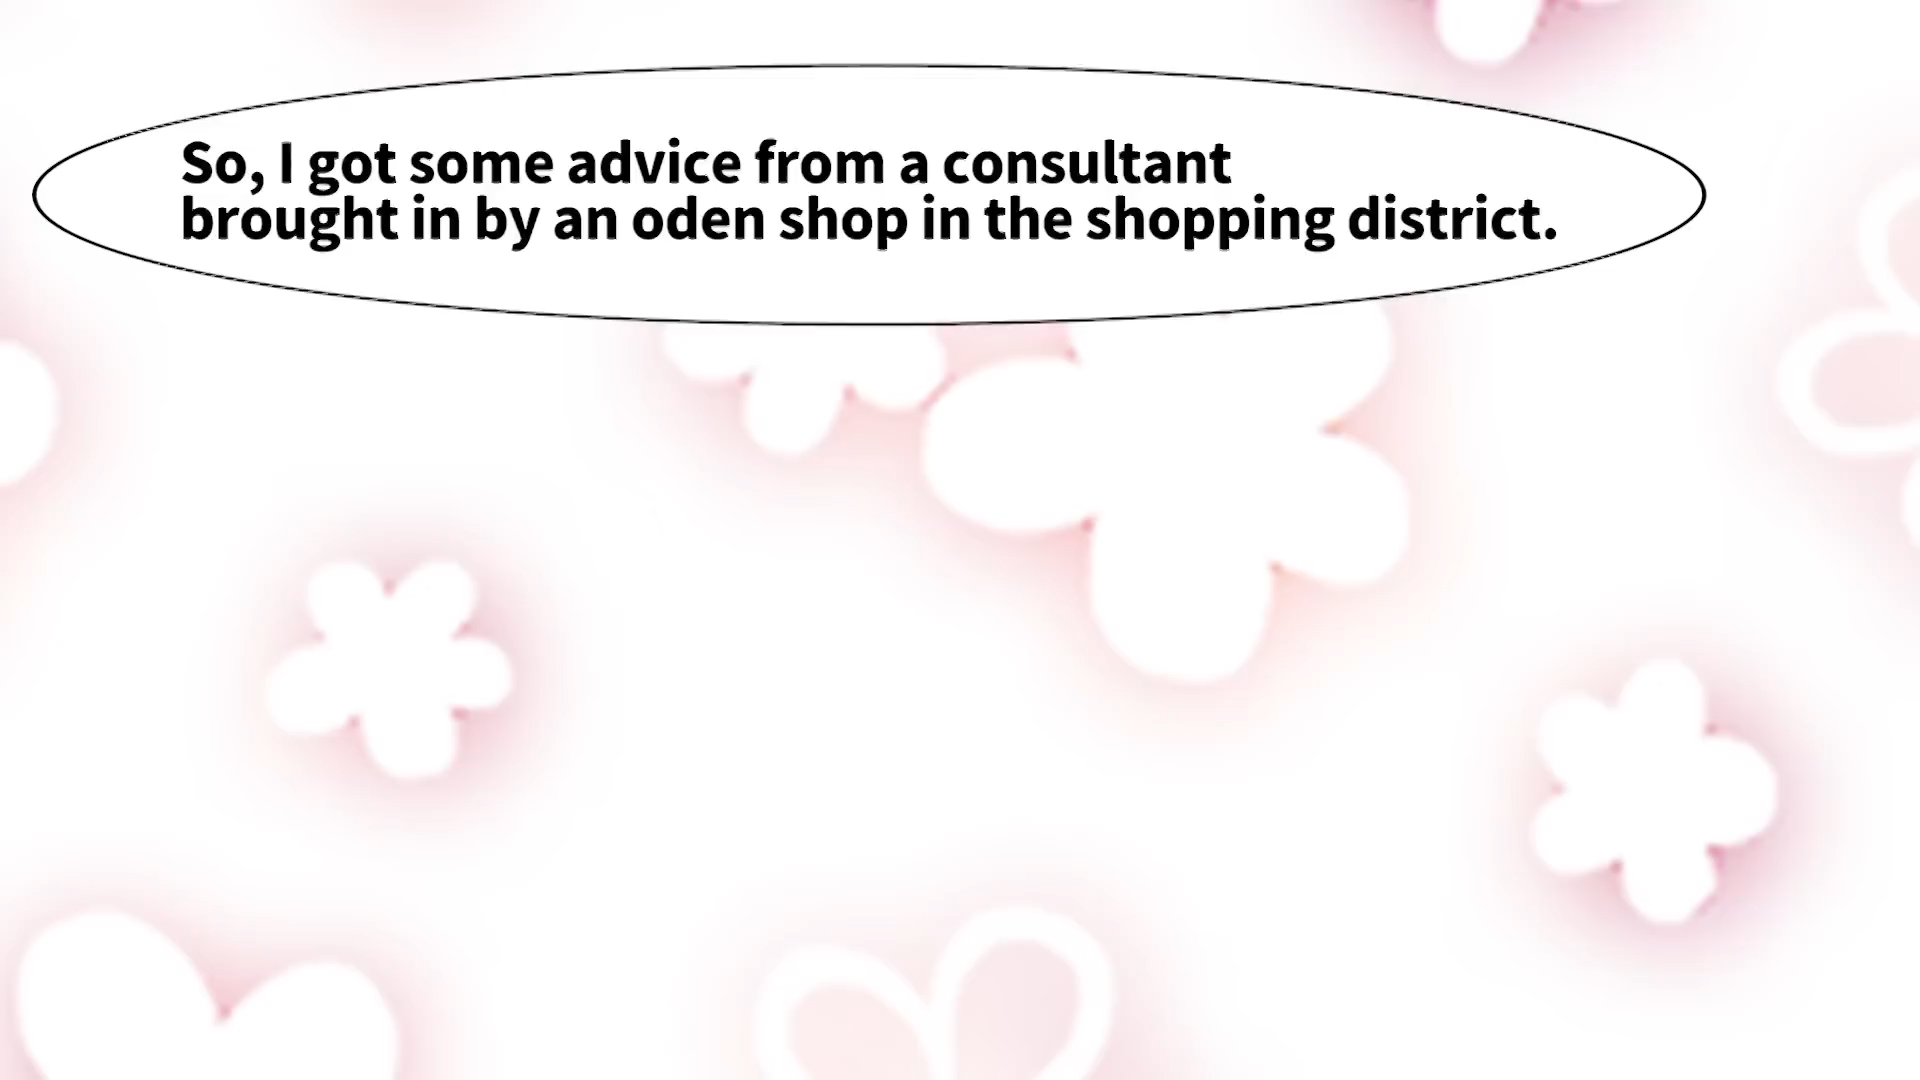 So, I got some advice from a consultant
brought in by an oden shop in the shopping district.